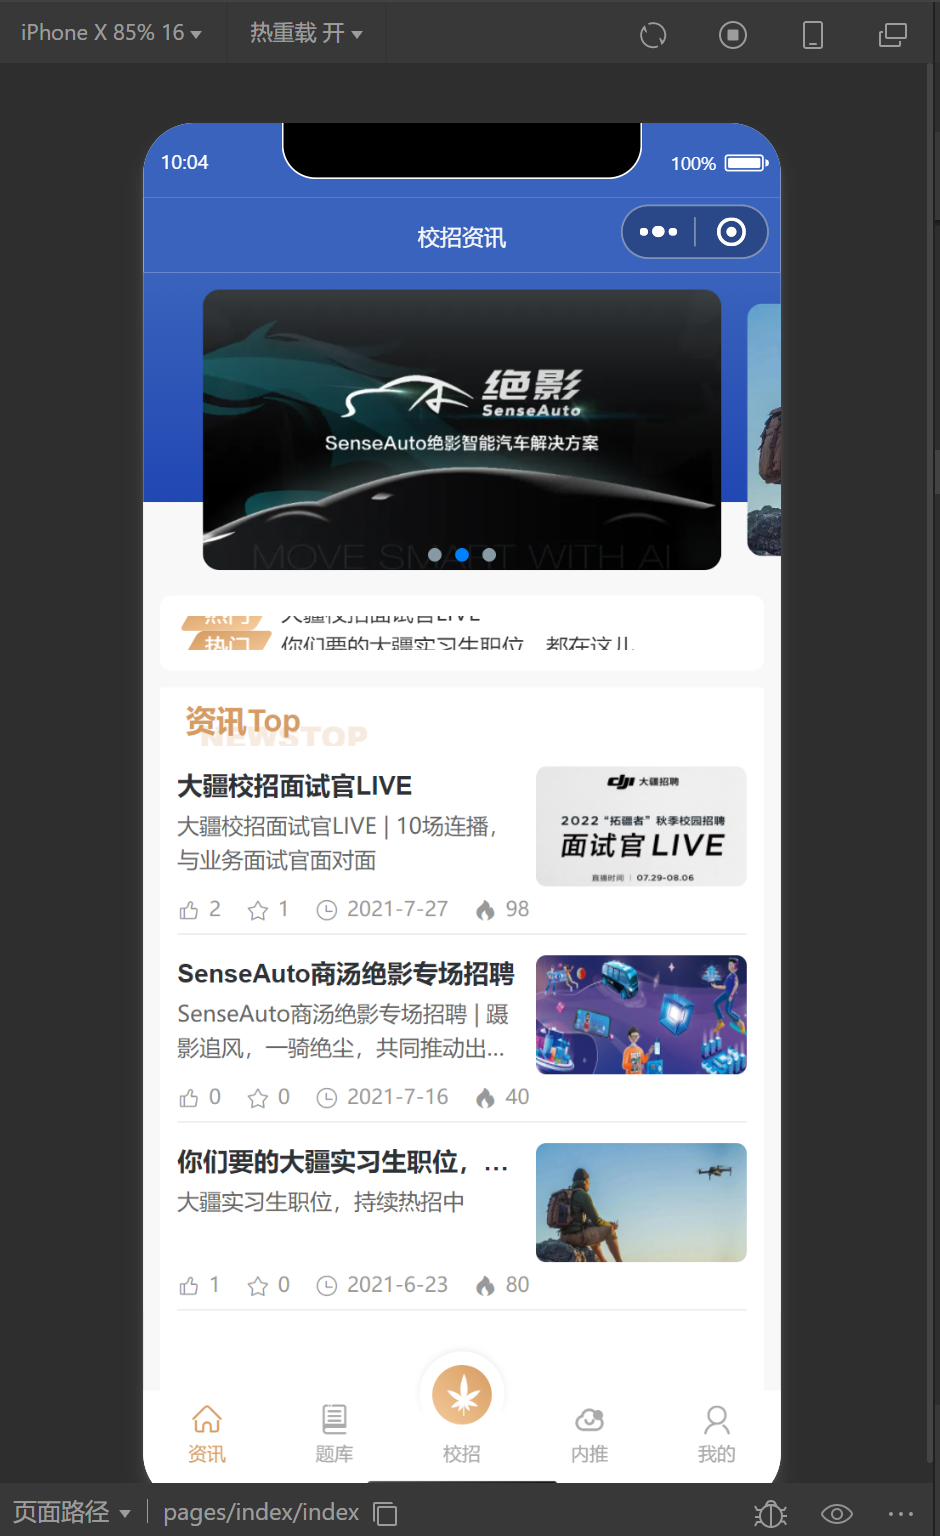 iPhone X 85% 16
热重载 开
10:04
100%
校招资讯
绝影
SenseAuto
SenseAuto绝影智能汽车解决方案
MOVE SMART WITH AI
热门
大疆校招面试官LIVE
热门
你们要的大疆实习生职位，都在这儿
资讯Top
NEWSTOP
大疆校招面试官LIVE
大疆校招面试官LIVE | 10场连播，
与业务面试官面对面
2 1 2021-7-27 98
dji 大疆招聘
2022 “拓疆者” 秋季校园招聘
面试官 LIVE
直播时间 | 07.29-08.06
SenseAuto商汤绝影专场招聘
SenseAuto商汤绝影专场招聘 | 蹑
影追风，一骑绝尘，共同推动出...
0 0 2021-7-16 40
你们要的大疆实习生职位，...
大疆实习生职位，持续热招中
1 0 2021-6-23 80
资讯
题库
校招
内推
我的
页面路径
pages/index/index